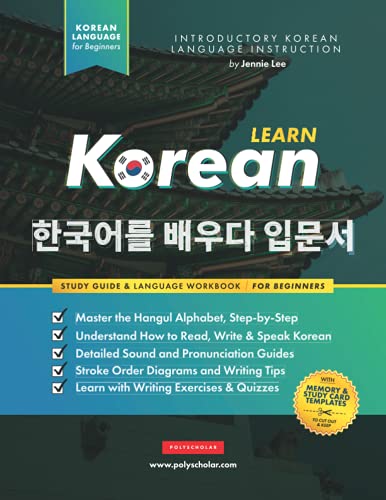 KOREAN
LANGUAGE
for Beginners
INTRODUCTORY KOREAN
LANGUAGE INSTRUCTION
by Jennie Lee
LEARN
Korean
한국어를 배우다 입문서
STUDY GUIDE & LANGUAGE WORKBOOK / FOR BEGINNERS
Master the Hangul Alphabet, Step-by-Step
Understand How to Read, Write & Speak Korean
Detailed Sound and Pronunciation Guides
Stroke Order Diagrams and Writing Tips
Learn with Writing Exercises & Quizzes
WITH
MEMORY &
STUDY CARD
TEMPLATES
TO CUT OUT &
KEEP
POLYSCHOLAR
www.polyscholar.com